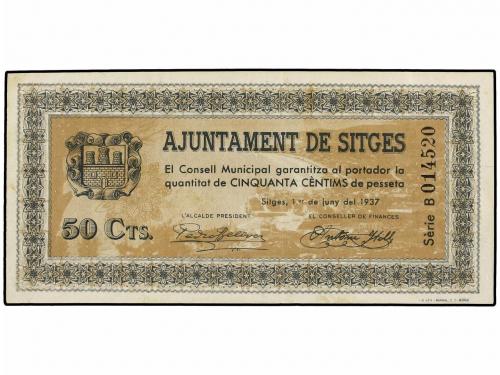 AJUNTAMENT DE SITGES
El Consell Municipal garantitza al portador la
quantitat de CINQUANTA CÈNTIMS de pesseta
Sitges, 1 er de juny del 1937
L'ALCALDE PRESIDENT
EL CONSELLER DE FINANCES
50 Cts.
Sèrie B 014520